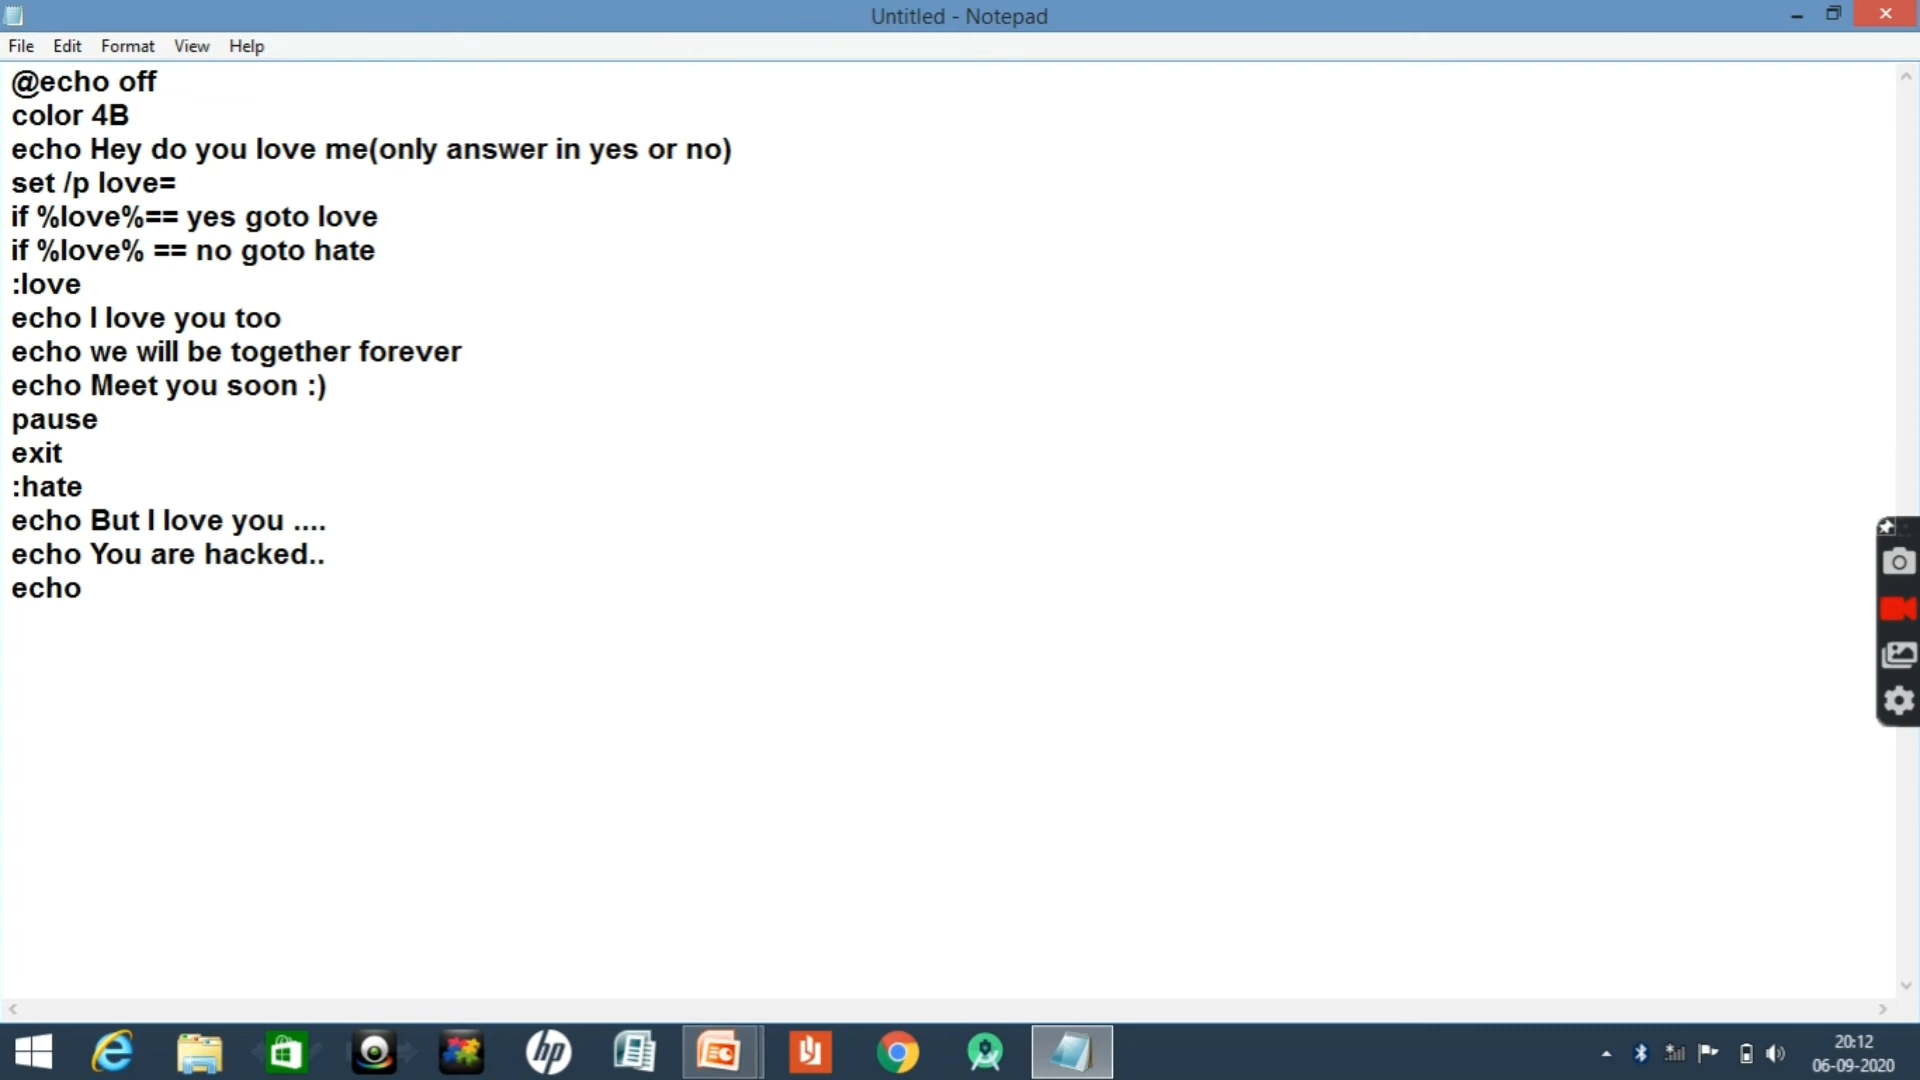 Untitled - Notepad
File Edit Format View Help
@echo off
color 4B
echo Hey do you love me(only answer in yes or no)
set /p love=
if %love%== yes goto love
if %love% == no goto hate
:love
echo I love you too
echo we will be together forever
echo Meet you soon :)
pause
exit
:hate
echo But I love you ....
echo You are hacked..
echo
hp
20:12
06-09-2020